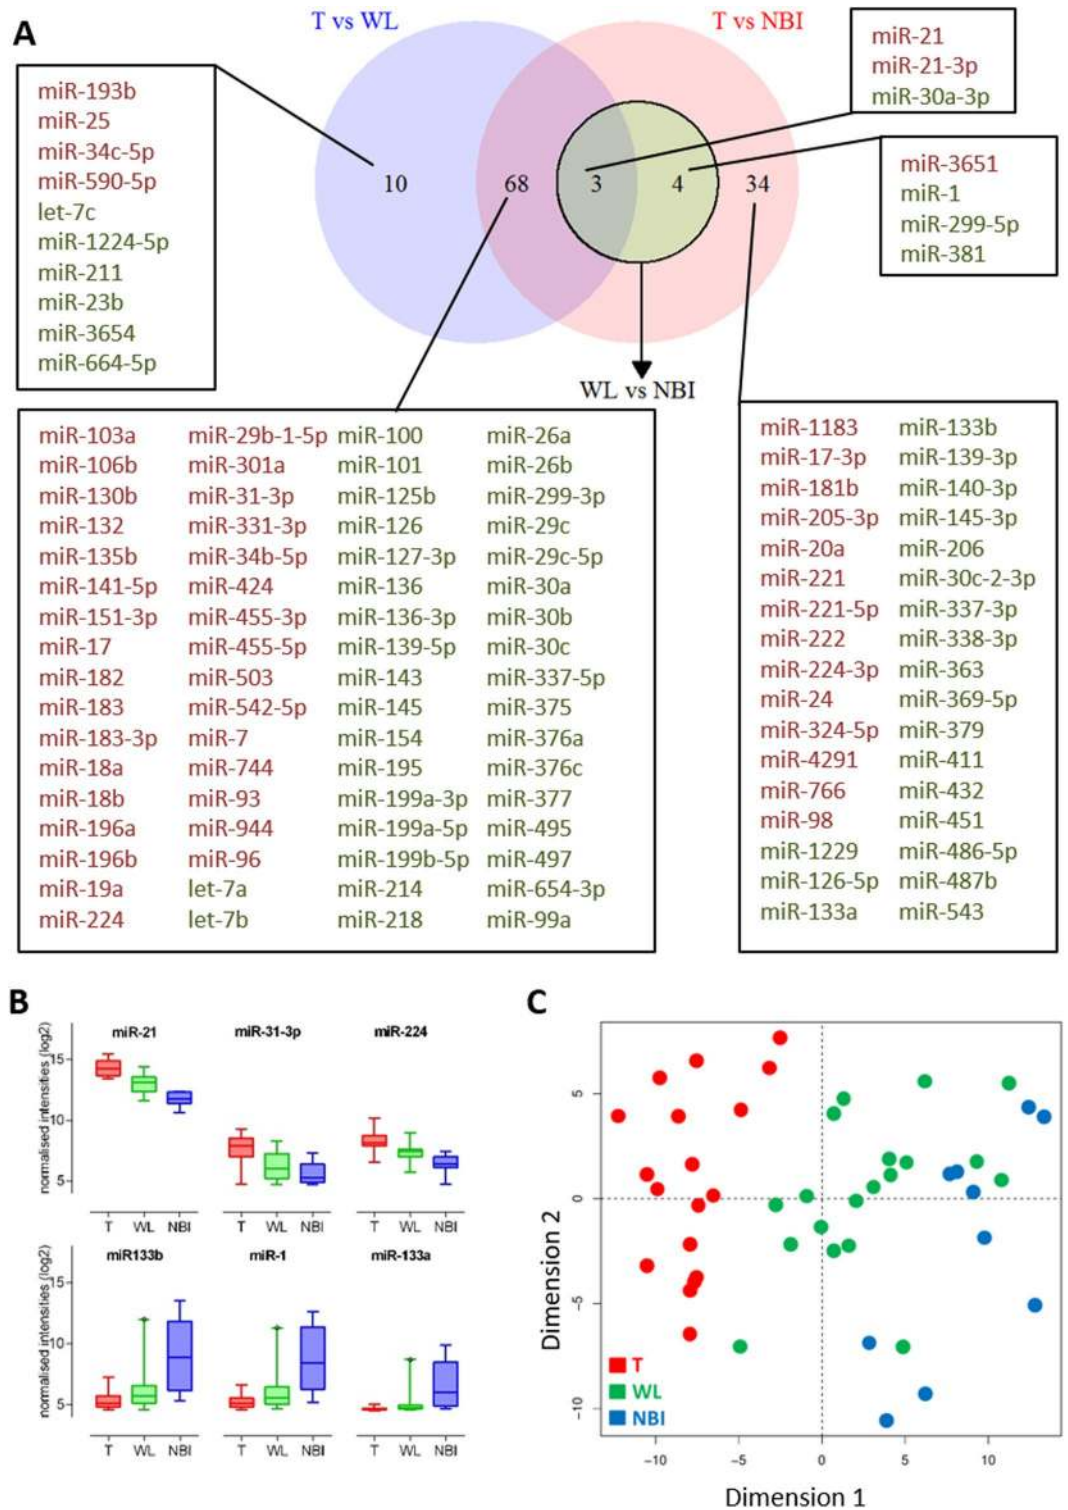 A
T vs WL
T vs NBI
10
68
3
4
34
WL vs NBI
miR-193b
miR-25
miR-34c-5p
miR-590-5p
let-7c
miR-1224-5p
miR-211
miR-23b
miR-3654
miR-664-5p
miR-21
miR-21-3p
miR-30a-3p
miR-3651
miR-1
miR-299-5p
miR-381
miR-103a miR-29b-1-5p miR-100 miR-26a
miR-106b miR-301a miR-101 miR-26b
miR-130b miR-31-3p miR-125b miR-299-3p
miR-132 miR-331-3p miR-126 miR-29c
miR-135b miR-34b-5p miR-127-3p miR-29c-5p
miR-141-5p miR-424 miR-136 miR-30a
miR-151-3p miR-455-3p miR-136-3p miR-30b
miR-17 miR-455-5p miR-139-5p miR-30c
miR-182 miR-503 miR-143 miR-337-5p
miR-183 miR-542-5p miR-145 miR-375
miR-183-3p miR-7 miR-154 miR-376a
miR-18a miR-744 miR-195 miR-376c
miR-18b miR-93 miR-199a-3p miR-377
miR-196a miR-944 miR-199a-5p miR-495
miR-196b miR-96 miR-199b-5p miR-497
miR-19a let-7a miR-214 miR-654-3p
miR-224 let-7b miR-218 miR-99a
miR-1183 miR-133b
miR-17-3p miR-139-3p
miR-181b miR-140-3p
miR-205-3p miR-145-3p
miR-20a miR-206
miR-221 miR-30c-2-3p
miR-221-5p miR-337-3p
miR-222 miR-338-3p
miR-224-3p miR-363
miR-24 miR-369-5p
miR-324-5p miR-379
miR-4291 miR-411
miR-766 miR-432
miR-98 miR-451
miR-1229 miR-486-5p
miR-126-5p miR-487b
miR-133a miR-543
B
normalised intensities (log2)
15
10
5
miR-21 miR-31-3p miR-224
T WL NBI T WL NBI T WL NBI
normalised intensities (log2)
15
10
5
miR133b miR-1 miR-133a
T WL NBI T WL NBI T WL NBI
C
Dimension 2
5
0
-5
-10
T
WL
NBI
-10 -5 0 5 10
Dimension 1